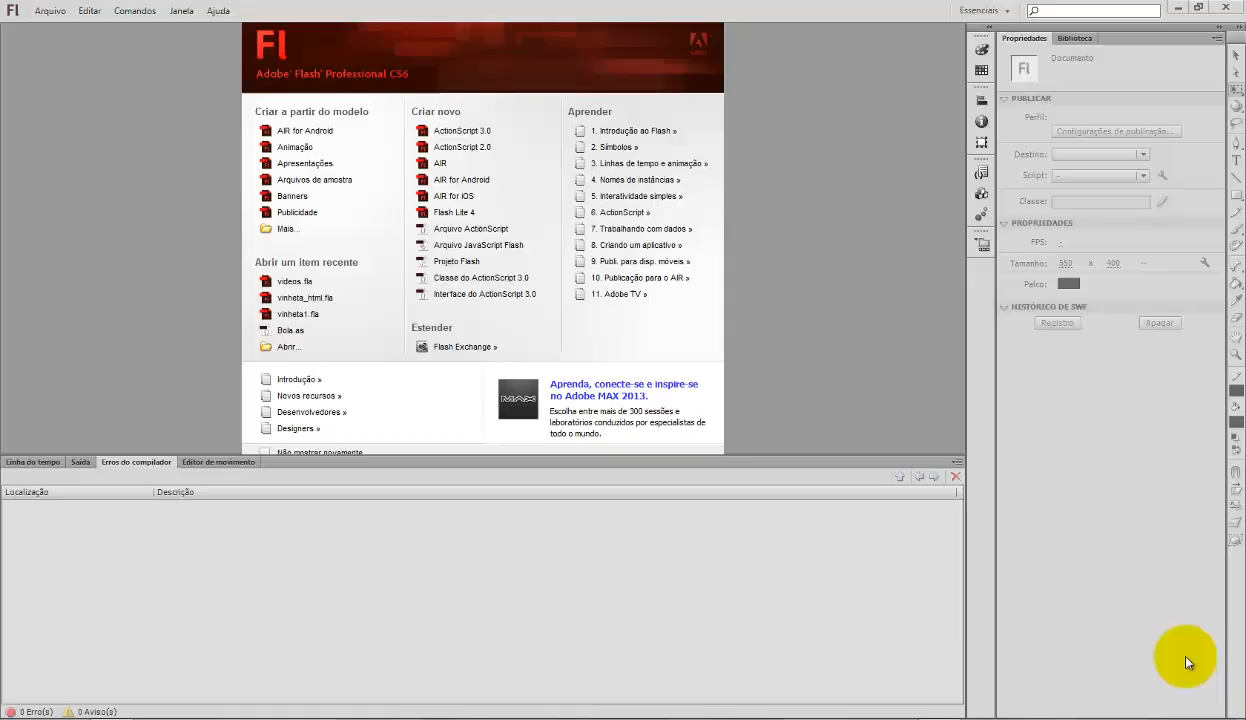 Fl Arquivo Editar Comandos Janela Ajuda Essenciais
Fl
Adobe® Flash® Professional CS6
Criar a partir do modelo
AIR for Android
Animação
Apresentações
Arquivos de amostra
Banners
Publicidade
Mais...
Abrir um item recente
videos.fla
vinheta_html.fla
vinheta1.fla
Bola.as
Abrir...
Criar novo
ActionScript 3.0
ActionScript 2.0
AIR
AIR for Android
AIR for iOS
Flash Lite 4
Arquivo ActionScript
Arquivo JavaScript Flash
Projeto Flash
Classe do ActionScript 3.0
Interface do ActionScript 3.0
Estender
Flash Exchange »
Aprender
1. Introdução ao Flash »
2. Símbolos »
3. Linhas de tempo e animação »
4. Nomes de instâncias »
5. Interatividade simples »
6. ActionScript »
7. Trabalhando com dados »
8. Criando um aplicativo »
9. Publi. para disp. móveis »
10. Publicação para o AIR »
11. Adobe TV »
Introdução »
Novos recursos »
Desenvolvedores »
Designers »
Não mostrar novamente
MAX
Aprenda, conecte-se e inspire-se
no Adobe MAX 2013.
Escolha entre mais de 300 sessões e
laboratórios conduzidos por especialistas de
todo o mundo.
Propriedades Biblioteca
Fl
Documento
PUBLICAR
Perfil:
Configurações de publicação...
Destino:
Script: -
Classe:
PROPRIEDADES
FPS: -
Tamanho: 550 x 400 --
Palco:
HISTÓRICO DE SWF
Registro Apagar
Linha do tempo Saída Erros do compilador Editor de movimento
Localização Descrição
0 Erro(s) 0 Aviso(s)